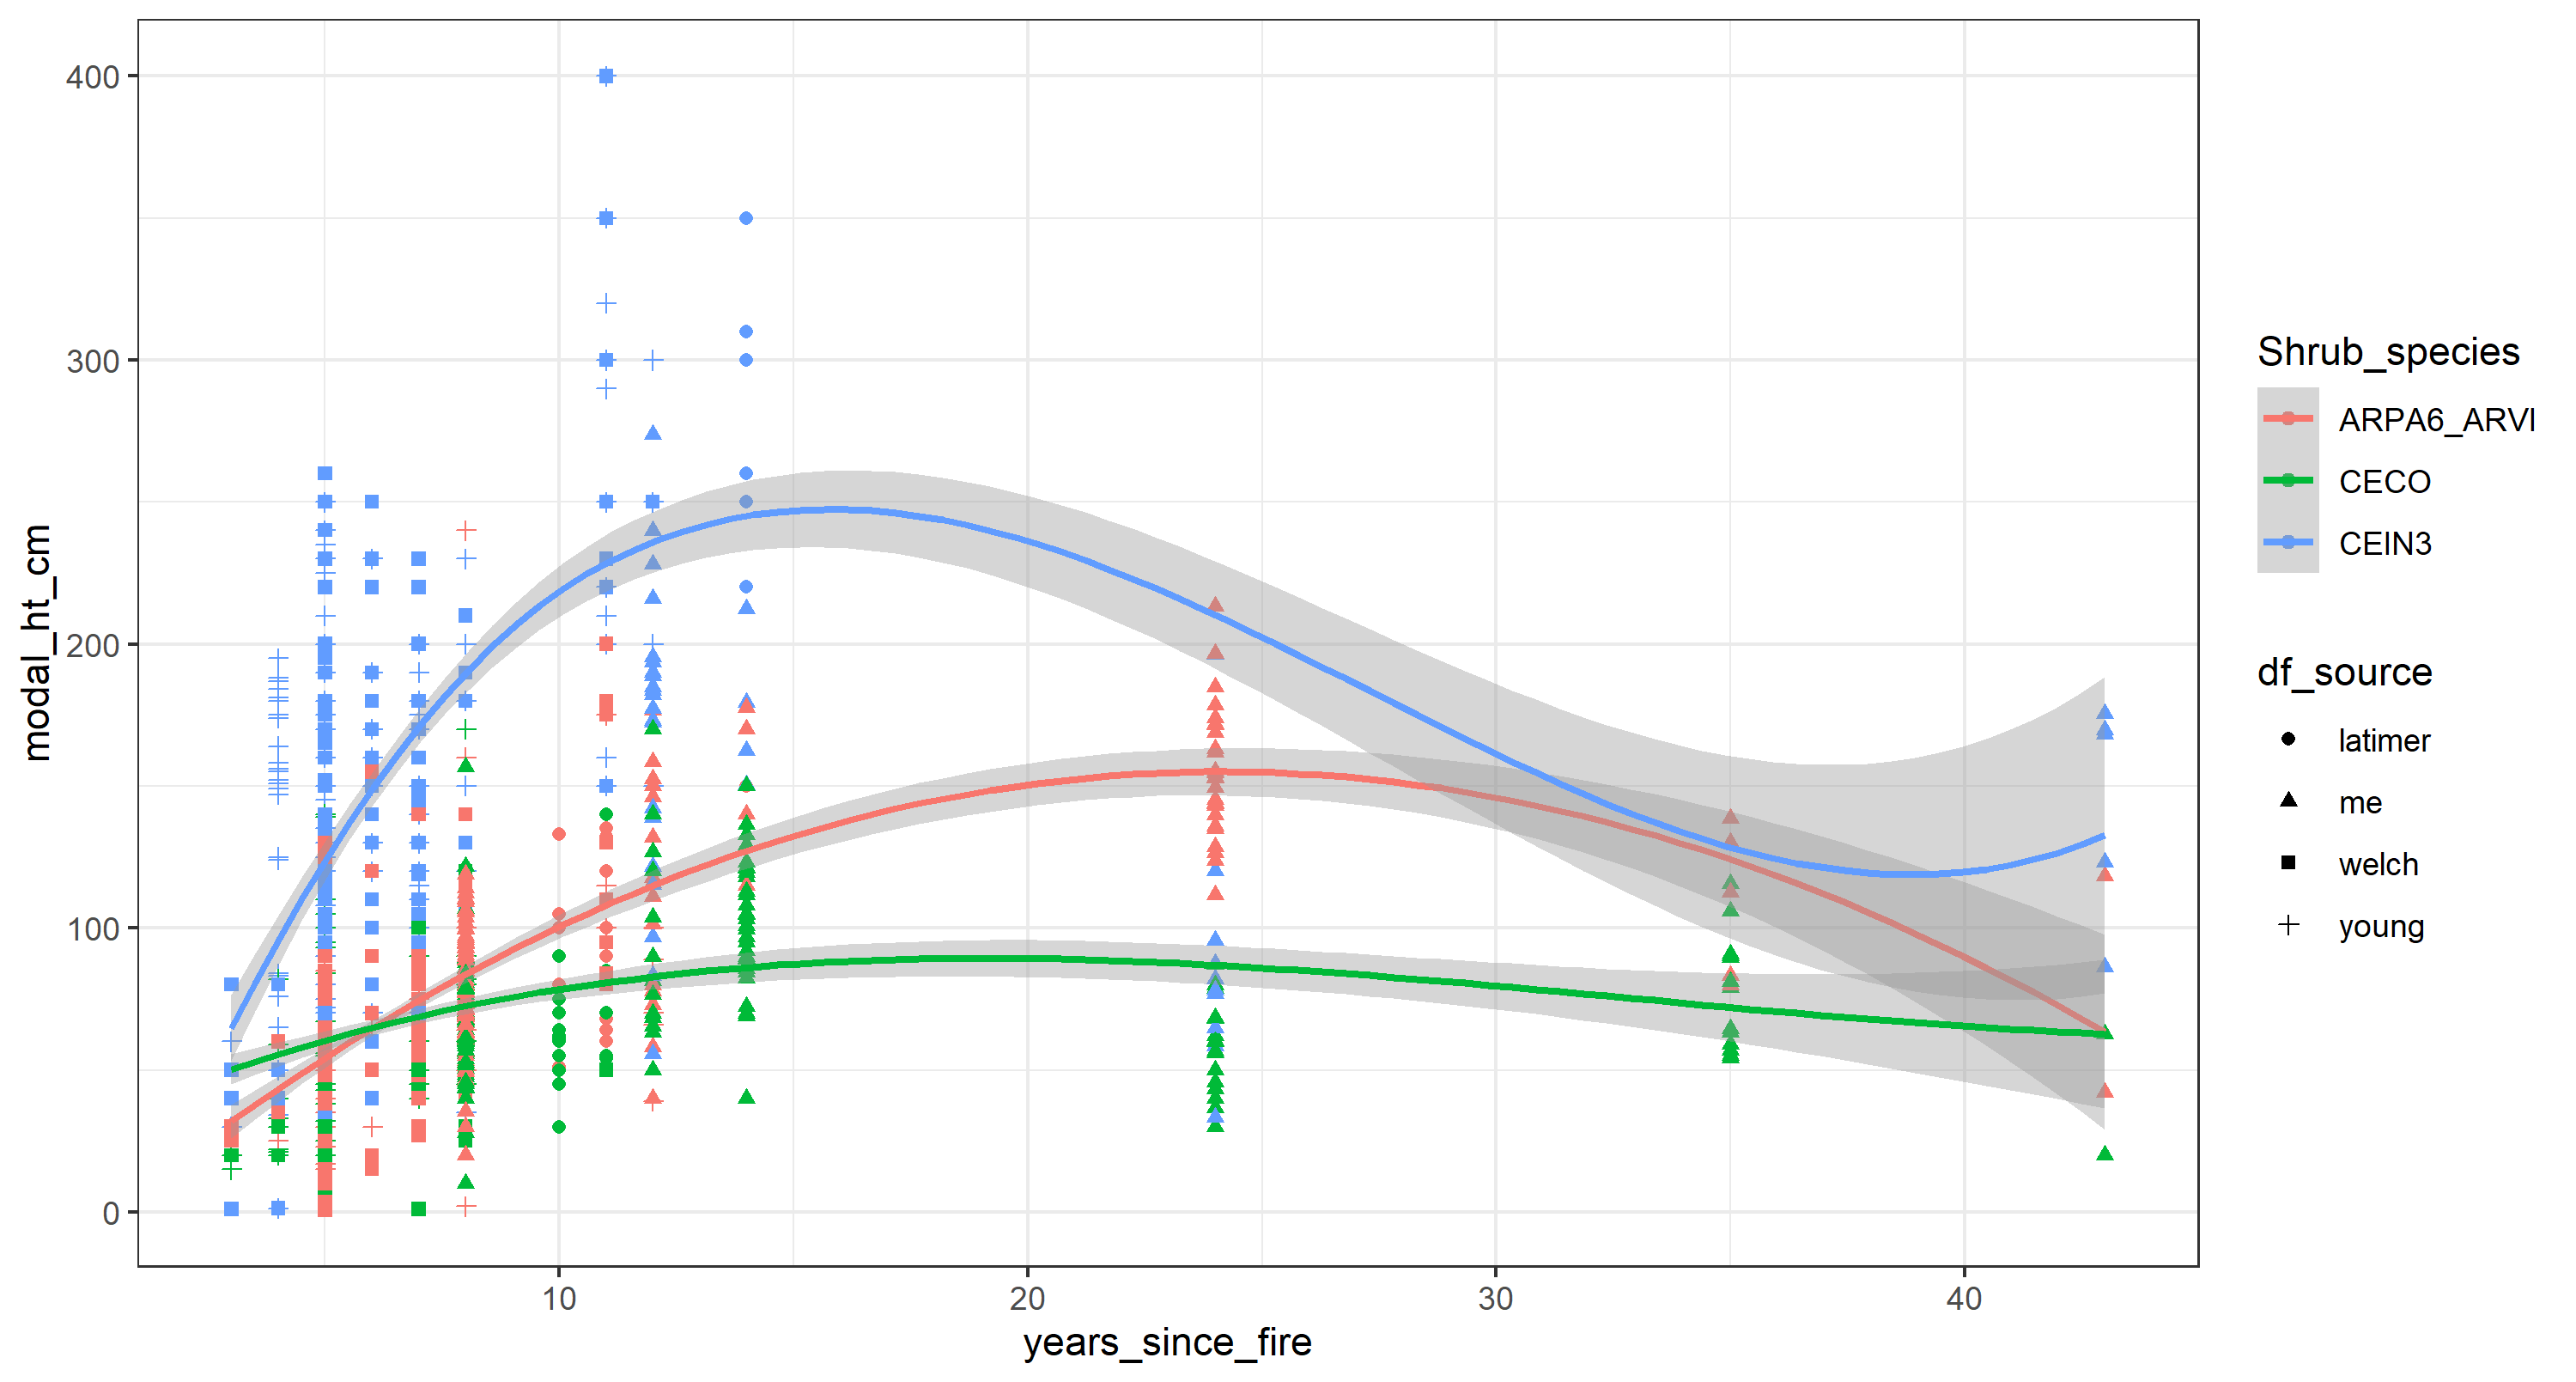 400
300
200
100
0
modal_ht_cm
10 20 30 40
years_since_fire
Shrub_species
ARPA6_ARVI
CECO
CEIN3
df_source
latimer
me
welch
young